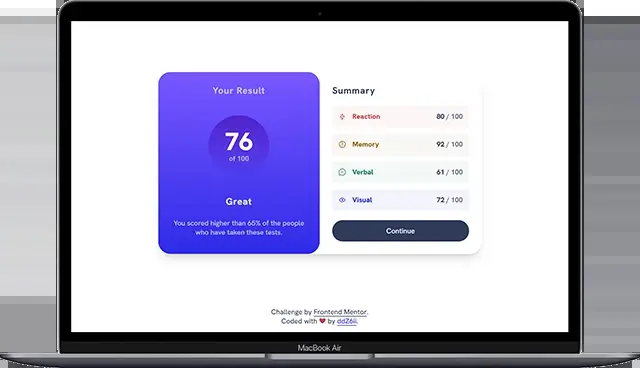 Your Result
76
of 100
Great
You scored higher than 65% of the people
who have taken these tests.
Summary
Reaction 80 / 100
Memory 92 / 100
Verbal 61 / 100
Visual 72 / 100
Continue
Challenge by Frontend Mentor.
Coded with ❤ by ddZ6ii.
MacBook Air